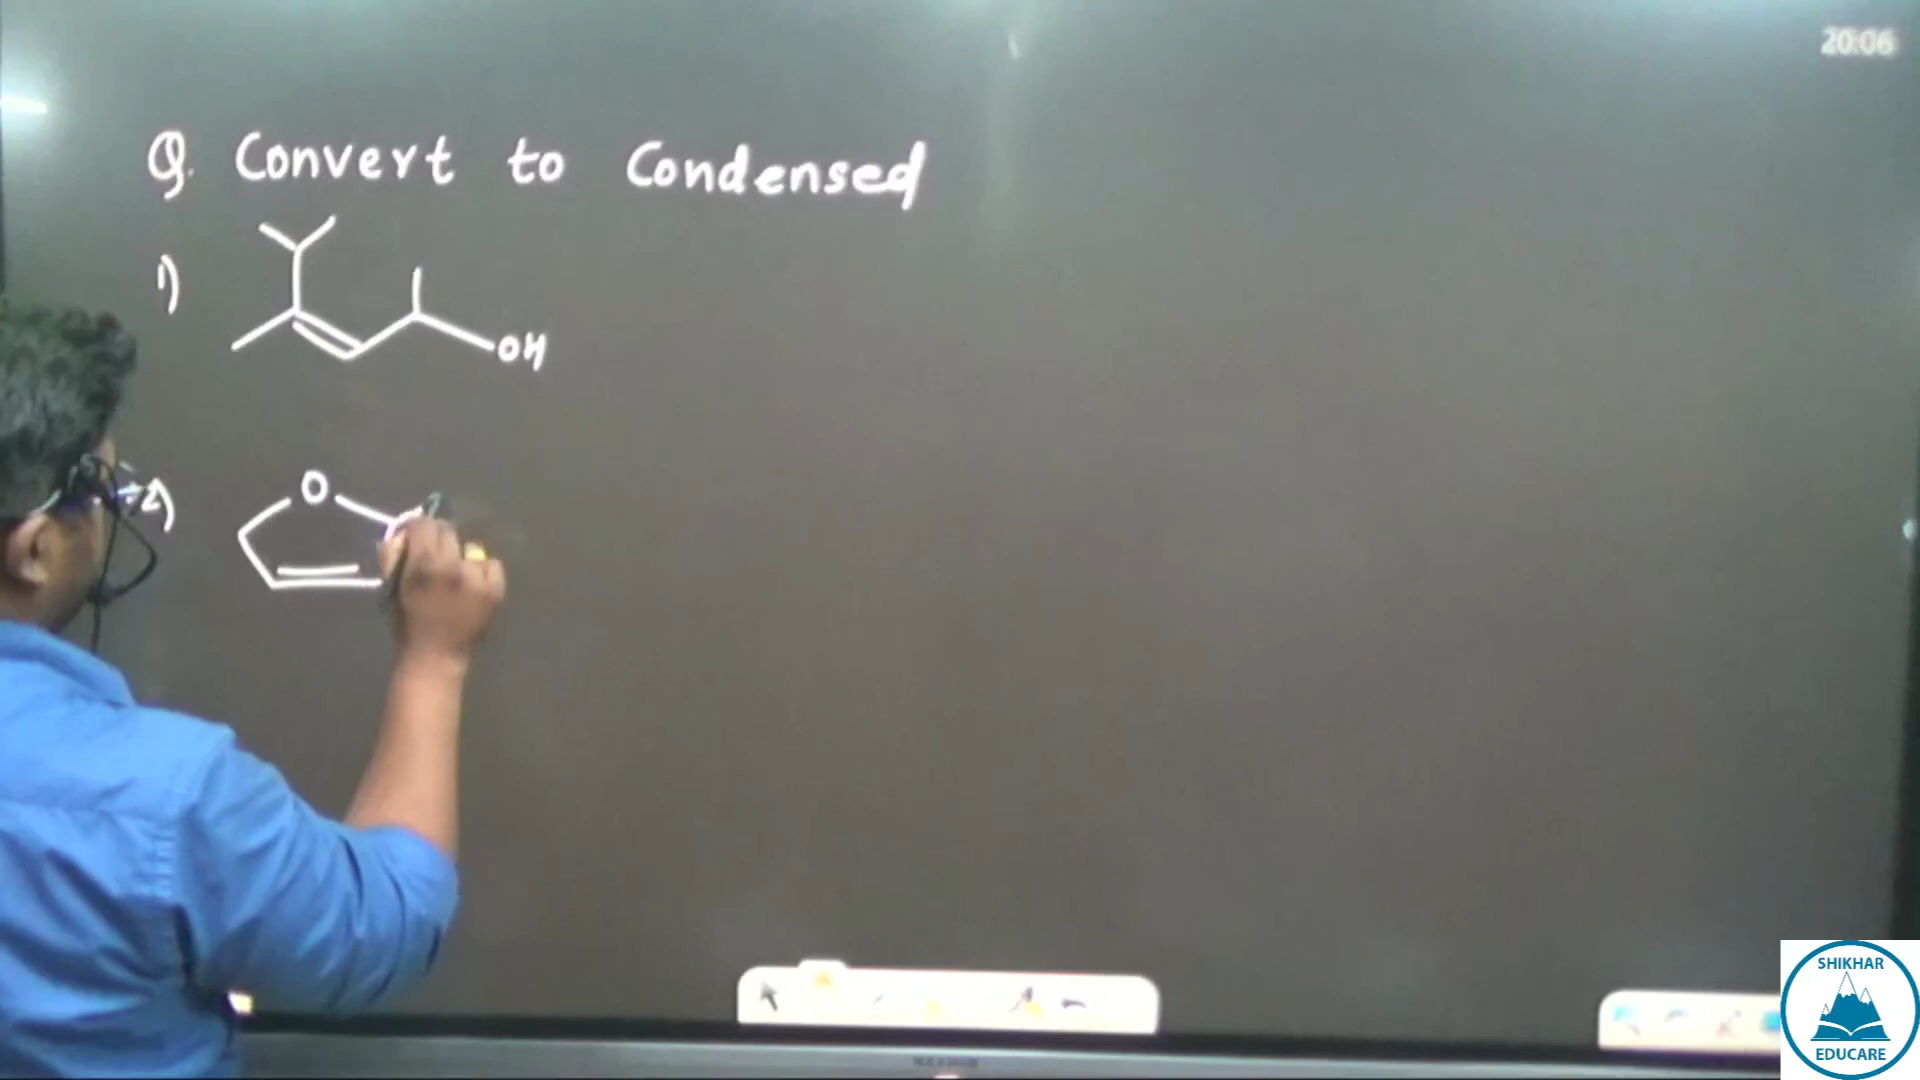 20:06
Q. Convert to Condensed
1)
OH
2)
O
SHIKHAR
EDUCARE